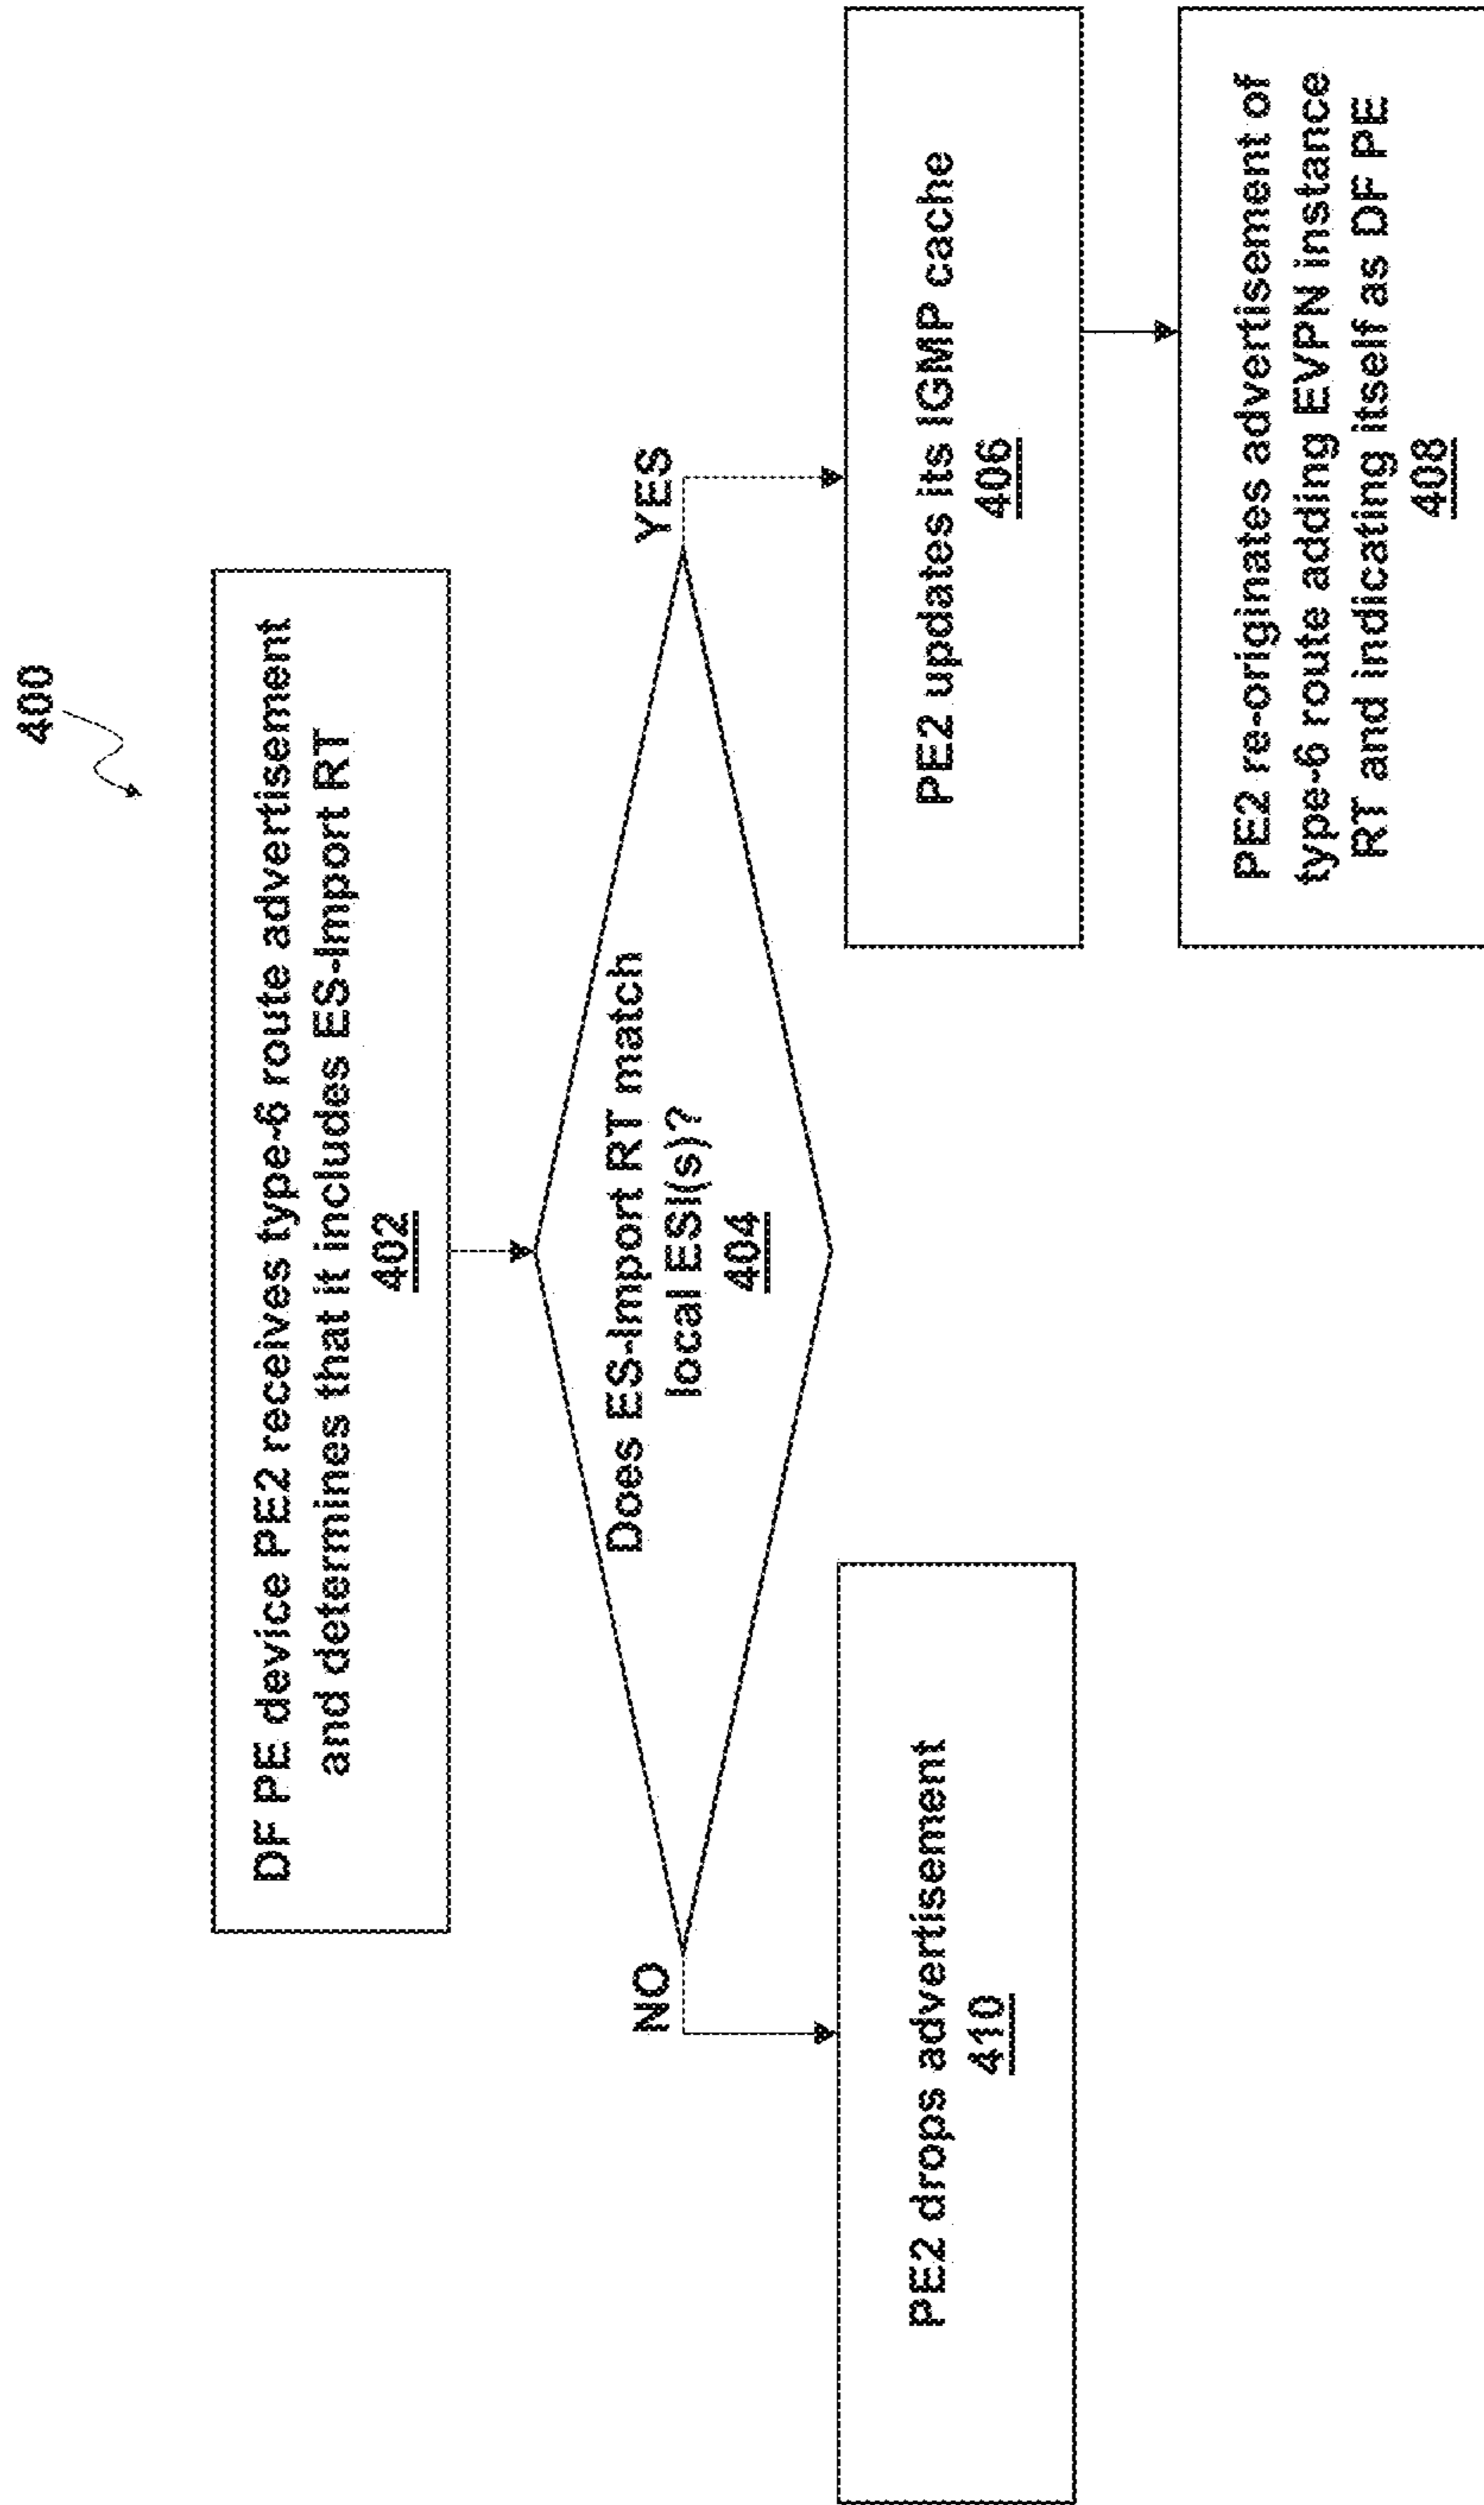 400
DF PE device PE2 receives type-6 route advertisement
and determines that it includes ES-Import RT
402
Does ES-Import RT match
local ESI(s)?
404
NO
YES
PE2 drops advertisement
410
PE2 updates its IGMP cache
406
PE2 re-originates advertisement of
type-6 route adding EVPN instance
RT and indicating itself as DF PE
408